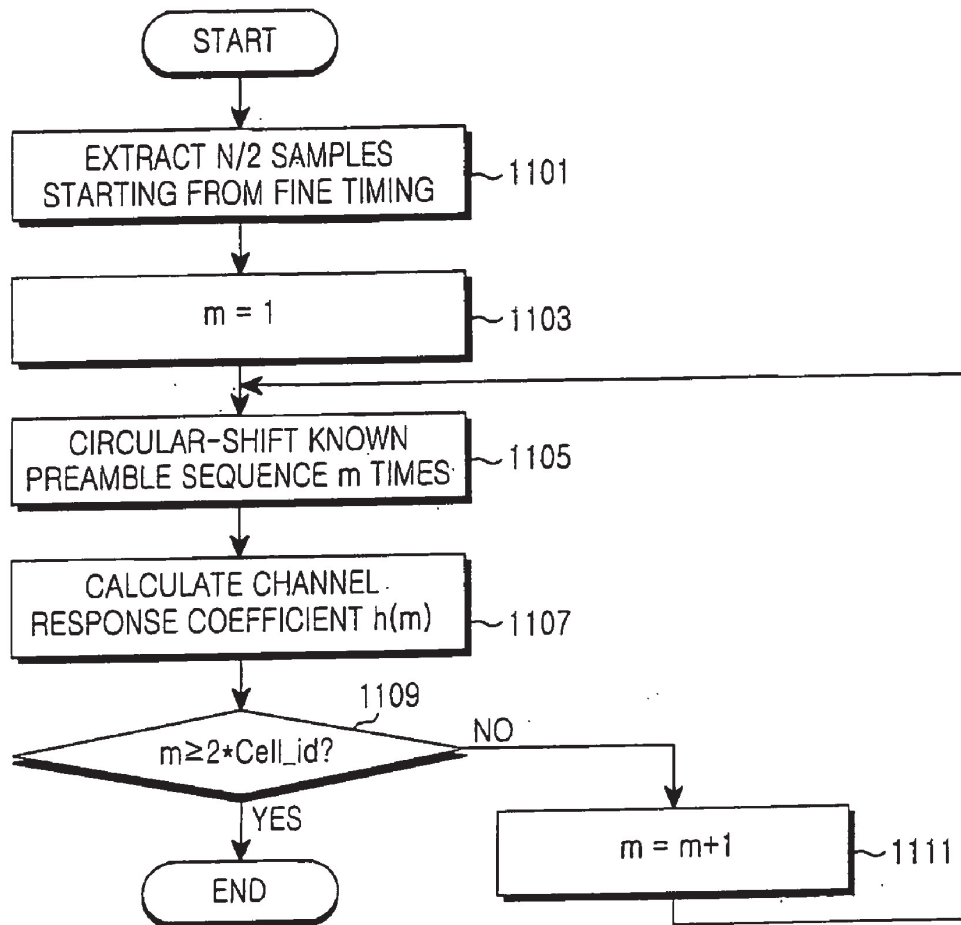 START
EXTRACT N/2 SAMPLES
STARTING FROM FINE TIMING
1101
m = 1
1103
CIRCULAR-SHIFT KNOWN
PREAMBLE SEQUENCE m TIMES
1105
CALCULATE CHANNEL
RESPONSE COEFFICIENT h(m)
1107
1109
m≥2*Cell_id?
NO
YES
m = m+1
1111
END